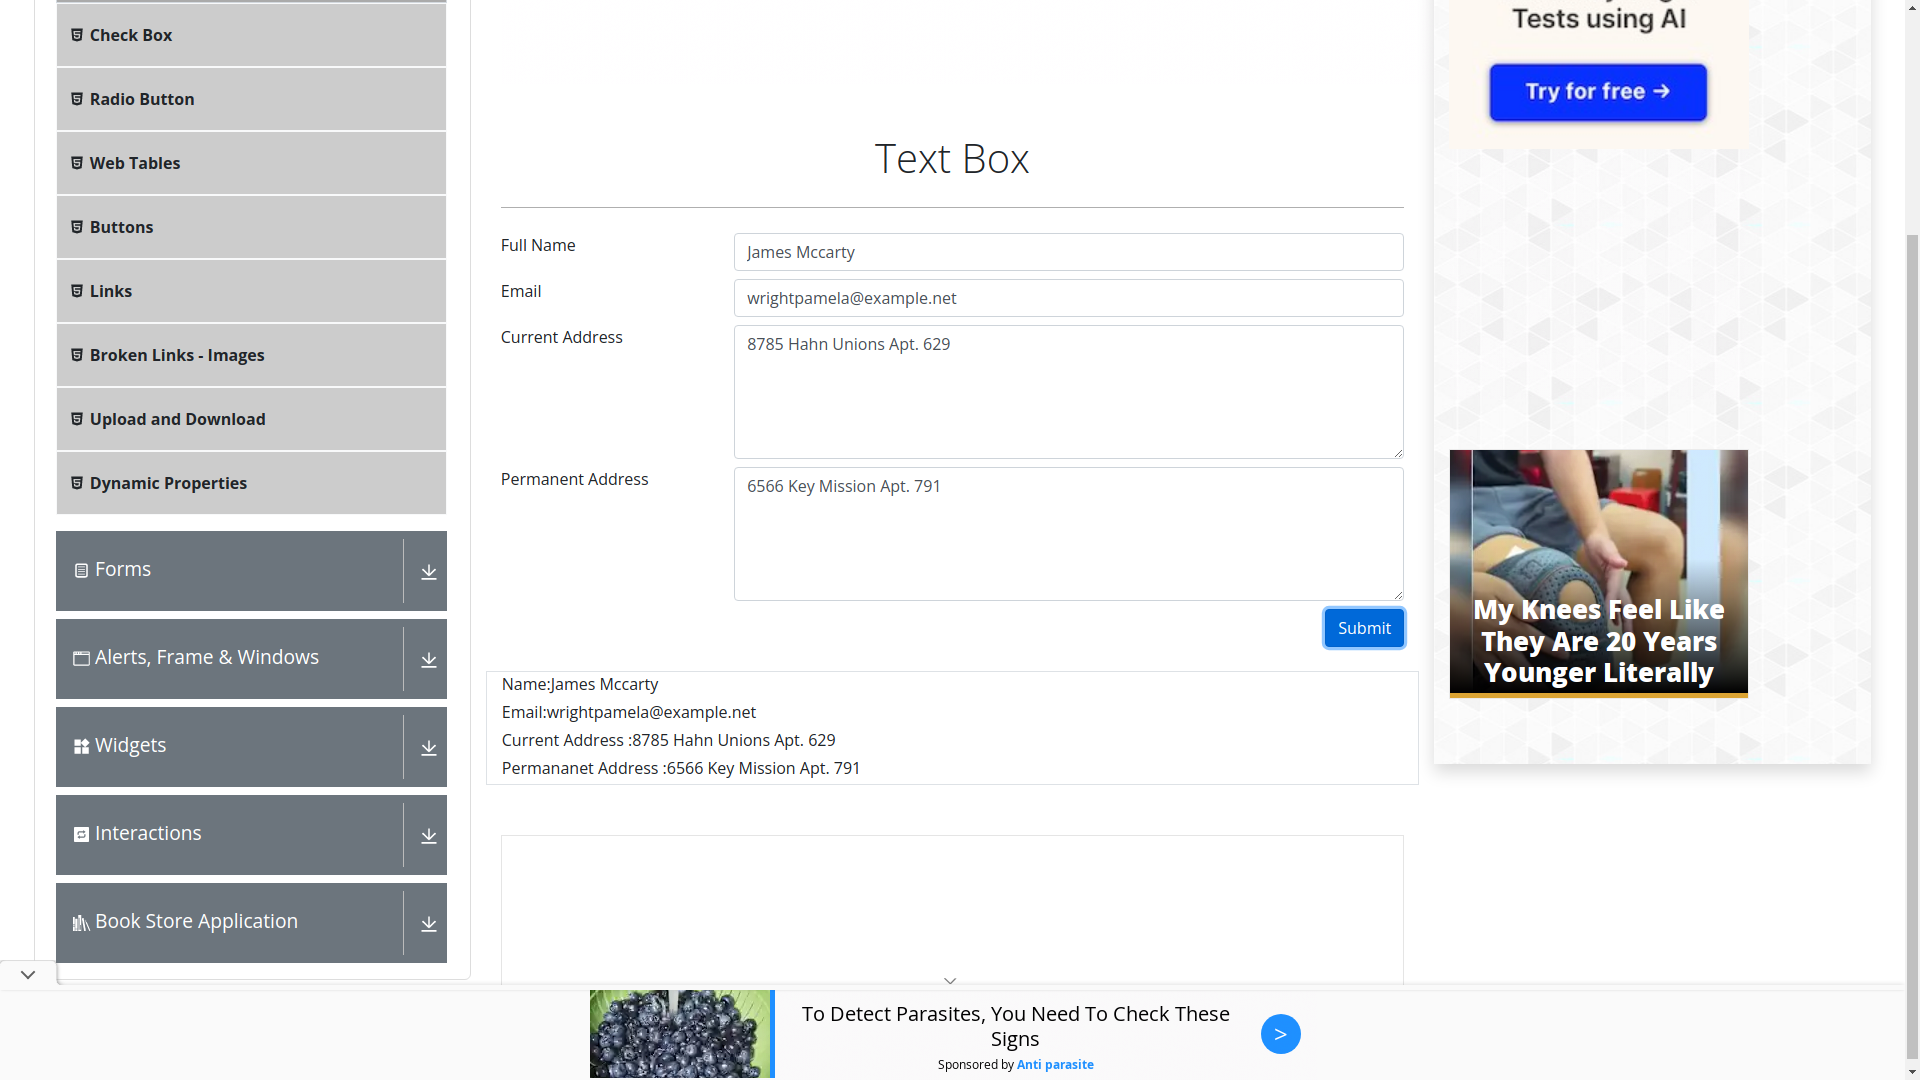 Check Box
Radio Button
Web Tables
Buttons
Links
Broken Links - Images
Upload and Download
Dynamic Properties
Forms
Alerts, Frame & Windows
Widgets
Interactions
Book Store Application
Text Box
Full Name
James Mccarty
Email
wrightpamela@example.net
Current Address
8785 Hahn Unions Apt. 629
Permanent Address
6566 Key Mission Apt. 791
Submit
Name:James Mccarty
Email:wrightpamela@example.net
Current Address :8785 Hahn Unions Apt. 629
Permananet Address :6566 Key Mission Apt. 791
Tests using AI
Try for free →
My Knees Feel Like
They Are 20 Years
Younger Literally
To Detect Parasites, You Need To Check These
Signs
Sponsored by Anti parasite
>